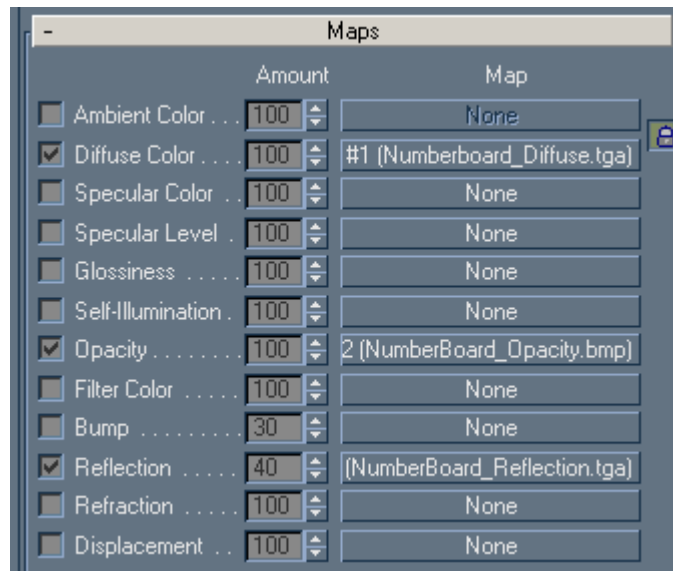 - Maps
Amount Map
Ambient Color . . . 100 None
Diffuse Color . . . . 100 #1 (Numberboard_Diffuse.tga)
Specular Color . . 100 None
Specular Level . 100 None
Glossiness . . . . . 100 None
Self-Illumination . 100 None
Opacity . . . . . . . . 100 2 (NumberBoard_Opacity.bmp)
Filter Color . . . . . 100 None
Bump . . . . . . . . . 30 None
Reflection . . . . . 40 (NumberBoard_Reflection.tga)
Refraction . . . . . 100 None
Displacement . . 100 None